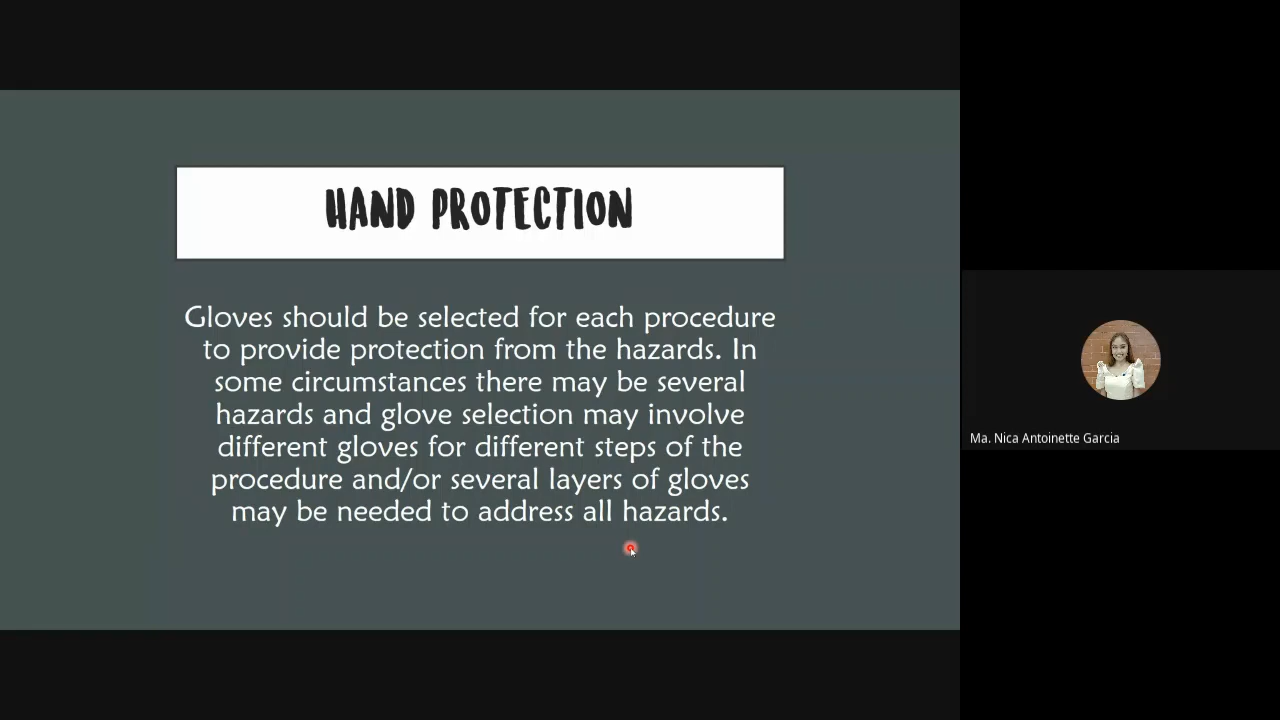 HAND PROTECTION
Gloves should be selected for each procedure
to provide protection from the hazards. In
some circumstances there may be several
hazards and glove selection may involve
different gloves for different steps of the
procedure and/or several layers of gloves
may be needed to address all hazards.
Ma. Nica Antoinette Garcia